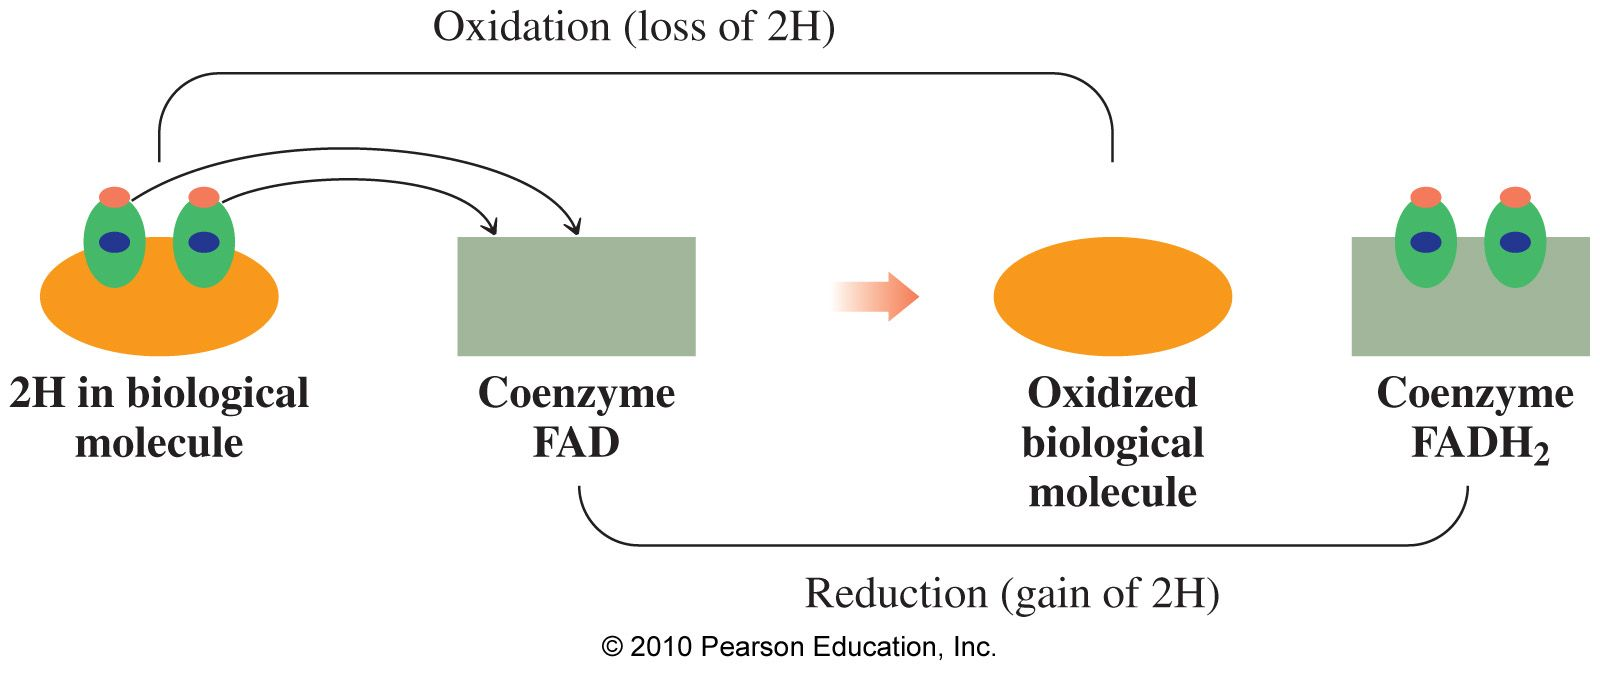 Oxidation (loss of 2H)
2H in biological
molecule
Coenzyme
FAD
Oxidized
biological
molecule
Coenzyme
FADH₂
Reduction (gain of 2H)
© 2010 Pearson Education, Inc.